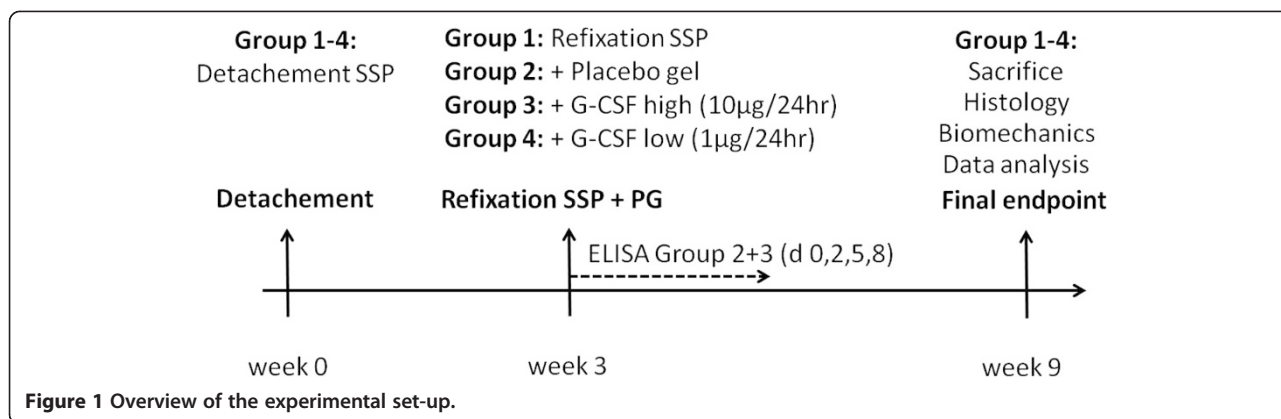 Group 1-4:
Detachement SSP
Group 1: Refixation SSP
Group 2: + Placebo gel
Group 3: + G-CSF high (10µg/24hr)
Group 4: + G-CSF low (1µg/24hr)
Group 1-4:
Sacrifice
Histology
Biomechanics
Data analysis
Detachement
Refixation SSP + PG
Final endpoint
ELISA Group 2+3 (d 0,2,5,8)
week 0
week 3
week 9
Figure 1 Overview of the experimental set-up.